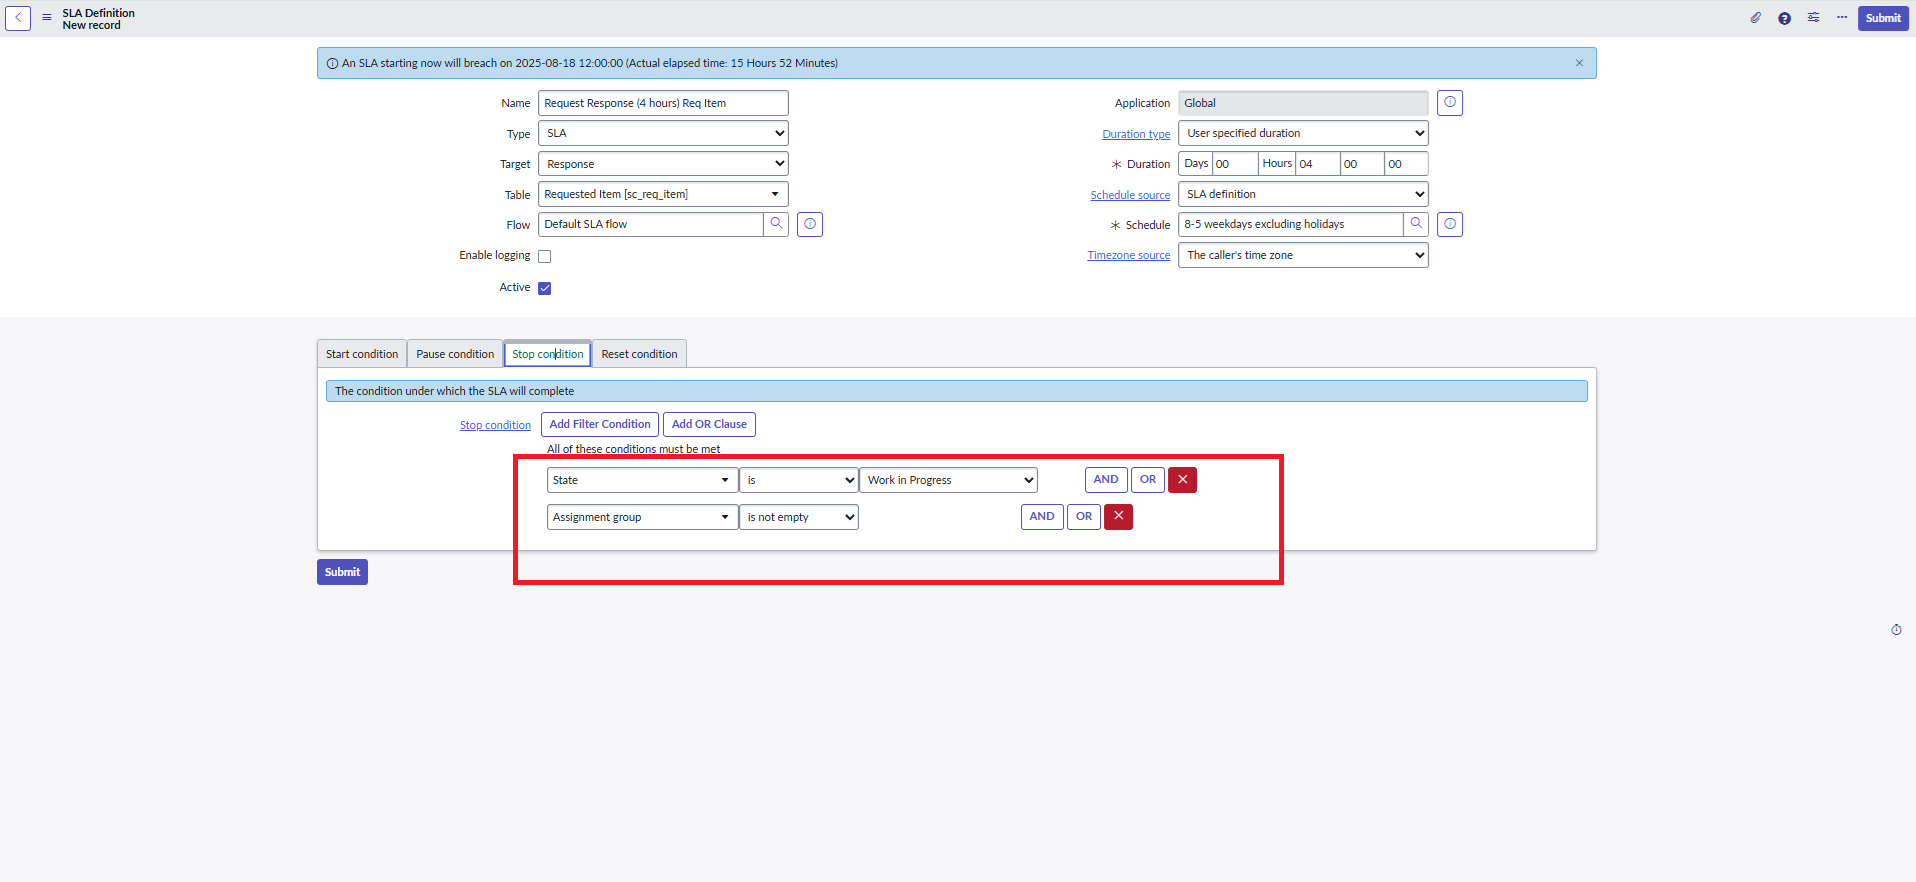 SLA Definition
New record
Submit
An SLA starting now will breach on 2025-08-18 12:00:00 (Actual elapsed time: 15 Hours 52 Minutes)
Name Request Response (4 hours) Req Item
Type SLA
Target Response
Table Requested Item [sc_req_item]
Flow Default SLA flow
Enable logging
Active
Application Global
Duration type User specified duration
Duration Days 00 Hours 04 00 00
Schedule source SLA definition
Schedule 8-5 weekdays excluding holidays
Timezone source The caller's time zone
Start condition Pause condition Stop condition Reset condition
The condition under which the SLA will complete
Stop condition Add Filter Condition Add OR Clause
All of these conditions must be met
State is Work in Progress AND OR
Assignment group is not empty AND OR
Submit